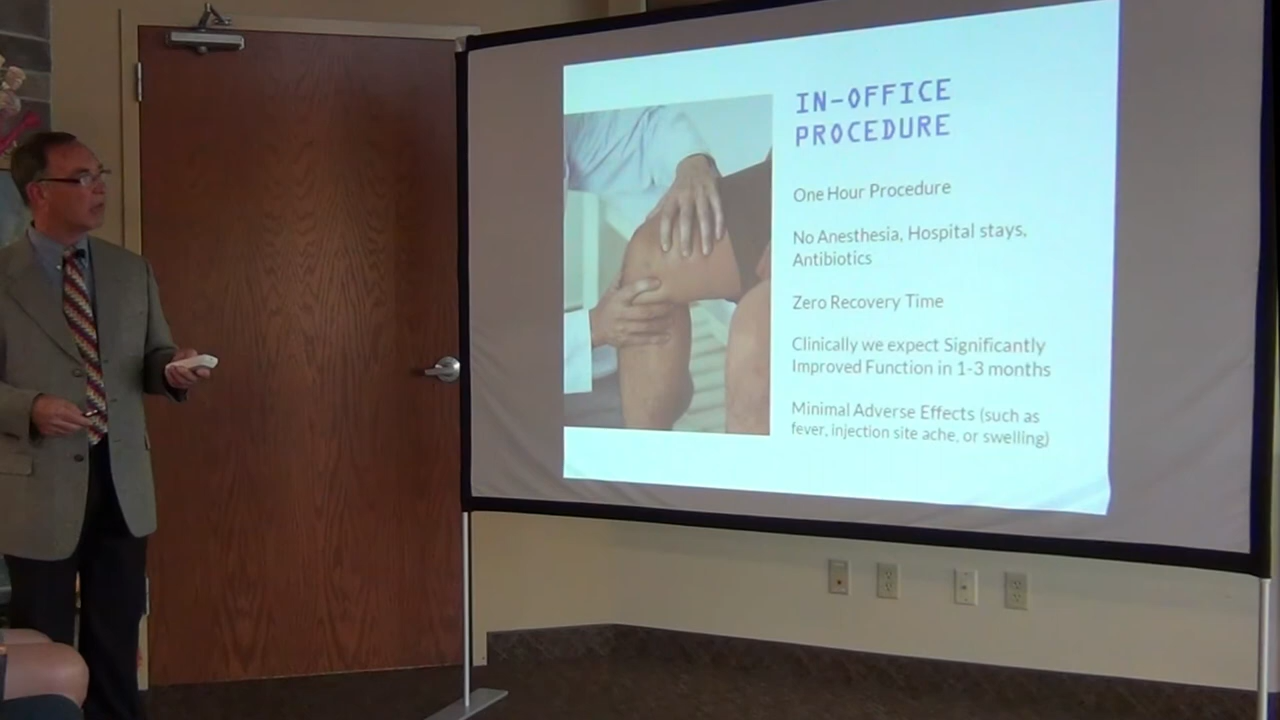 IN-OFFICE
PROCEDURE
One Hour Procedure
No Anesthesia, Hospital stays,
Antibiotics
Zero Recovery Time
Clinically we expect Significantly
Improved Function in 1-3 months
Minimal Adverse Effects (such as
fever, injection site ache, or swelling)